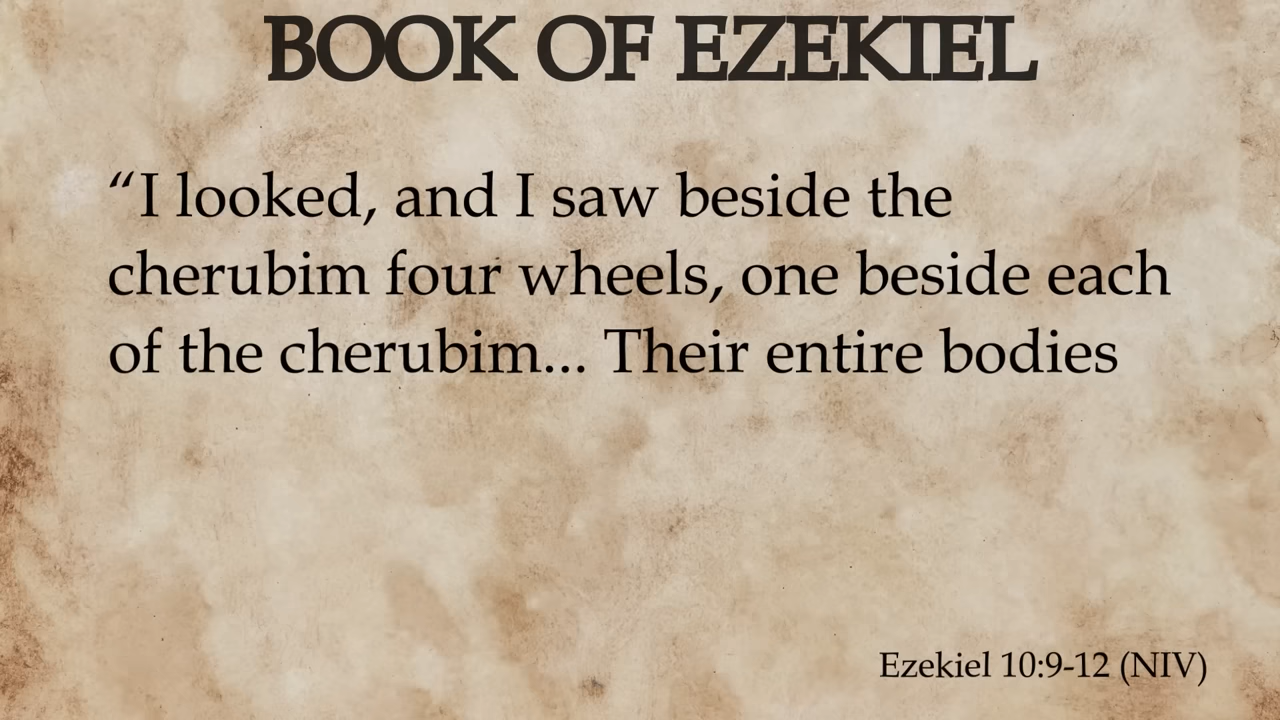 BOOK OF EZEKIEL
“I looked, and I saw beside the
cherubim four wheels, one beside each
of the cherubim... Their entire bodies
Ezekiel 10:9-12 (NIV)